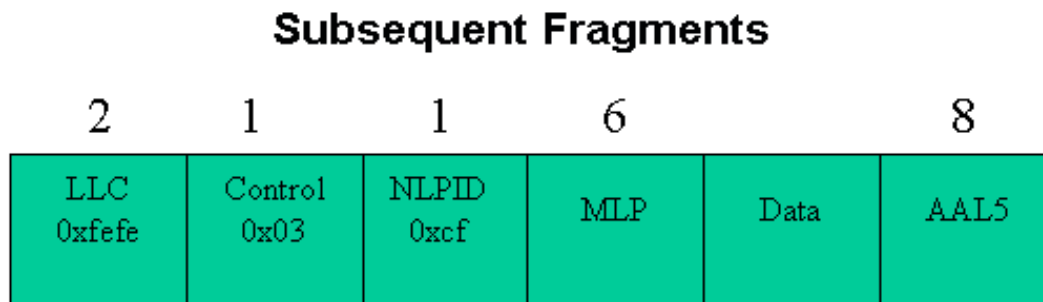 Subsequent Fragments
2 1 1 6 8
LLC Control NLPID MLP Data AAL5
0xfefe 0x03 0xcf